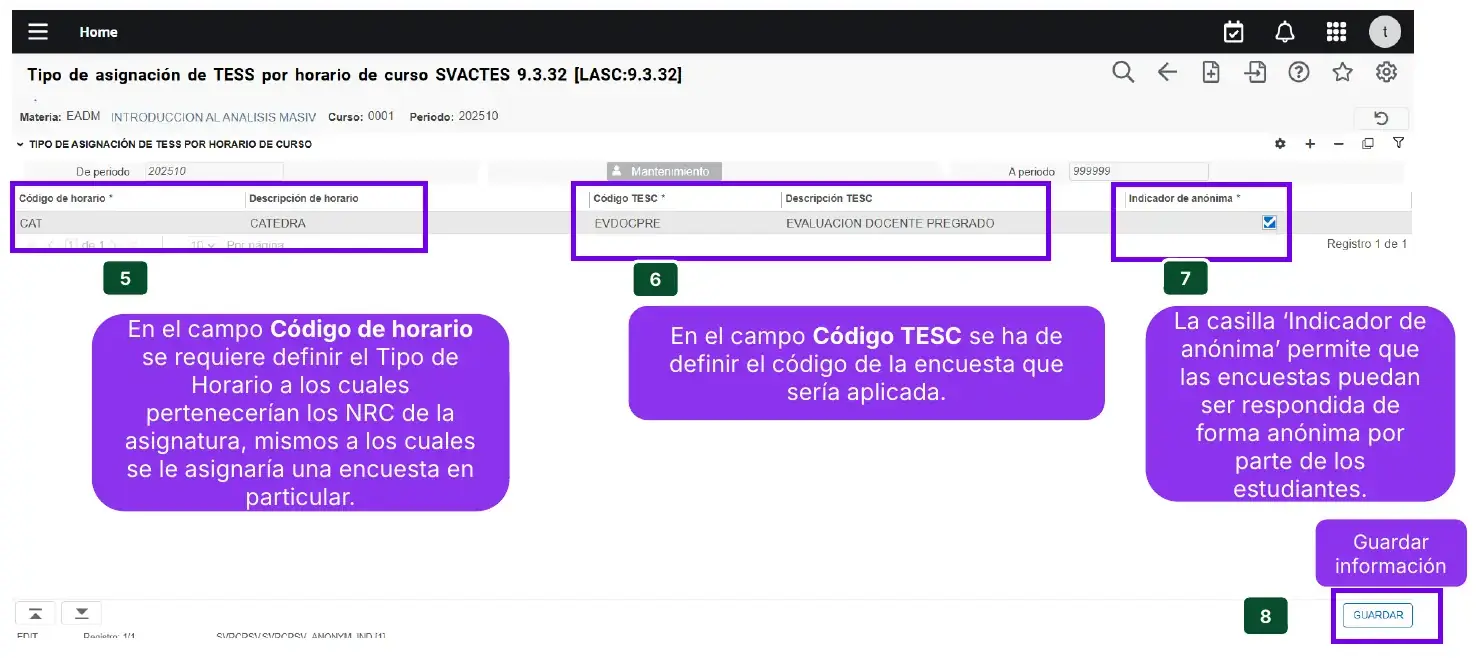 Home
t
Tipo de asignación de TESS por horario de curso SVACTES 9.3.32 [LASC:9.3.32]
Materia: EADM INTRODUCCION AL ANALISIS MASIV Curso: 0001 Periodo: 202510
TIPO DE ASIGNACIÓN DE TESS POR HORARIO DE CURSO
De periodo 202510 Mantenimiento A periodo 999999
Código de horario * Descripción de horario Código TESC * Descripción TESC Indicador de anónima *
CAT CATEDRA EVDOCPRE EVALUACION DOCENTE PREGRADO
1 de 1 10 Por página Registro 1 de 1
5
En el campo Código de horario
se requiere definir el Tipo de
Horario a los cuales
pertenecerían los NRC de la
asignatura, mismos a los cuales
se le asignaría una encuesta en
particular.
6
En el campo Código TESC se ha de
definir el código de la encuesta que
sería aplicada.
7
La casilla ‘Indicador de
anónima’ permite que
las encuestas puedan
ser respondida de
forma anónima por
parte de los
estudiantes.
Guardar
información
8
GUARDAR
EDIT Registro: 1/1 SVRCRSV.SVRCRSV_ANONYM_IND [1]